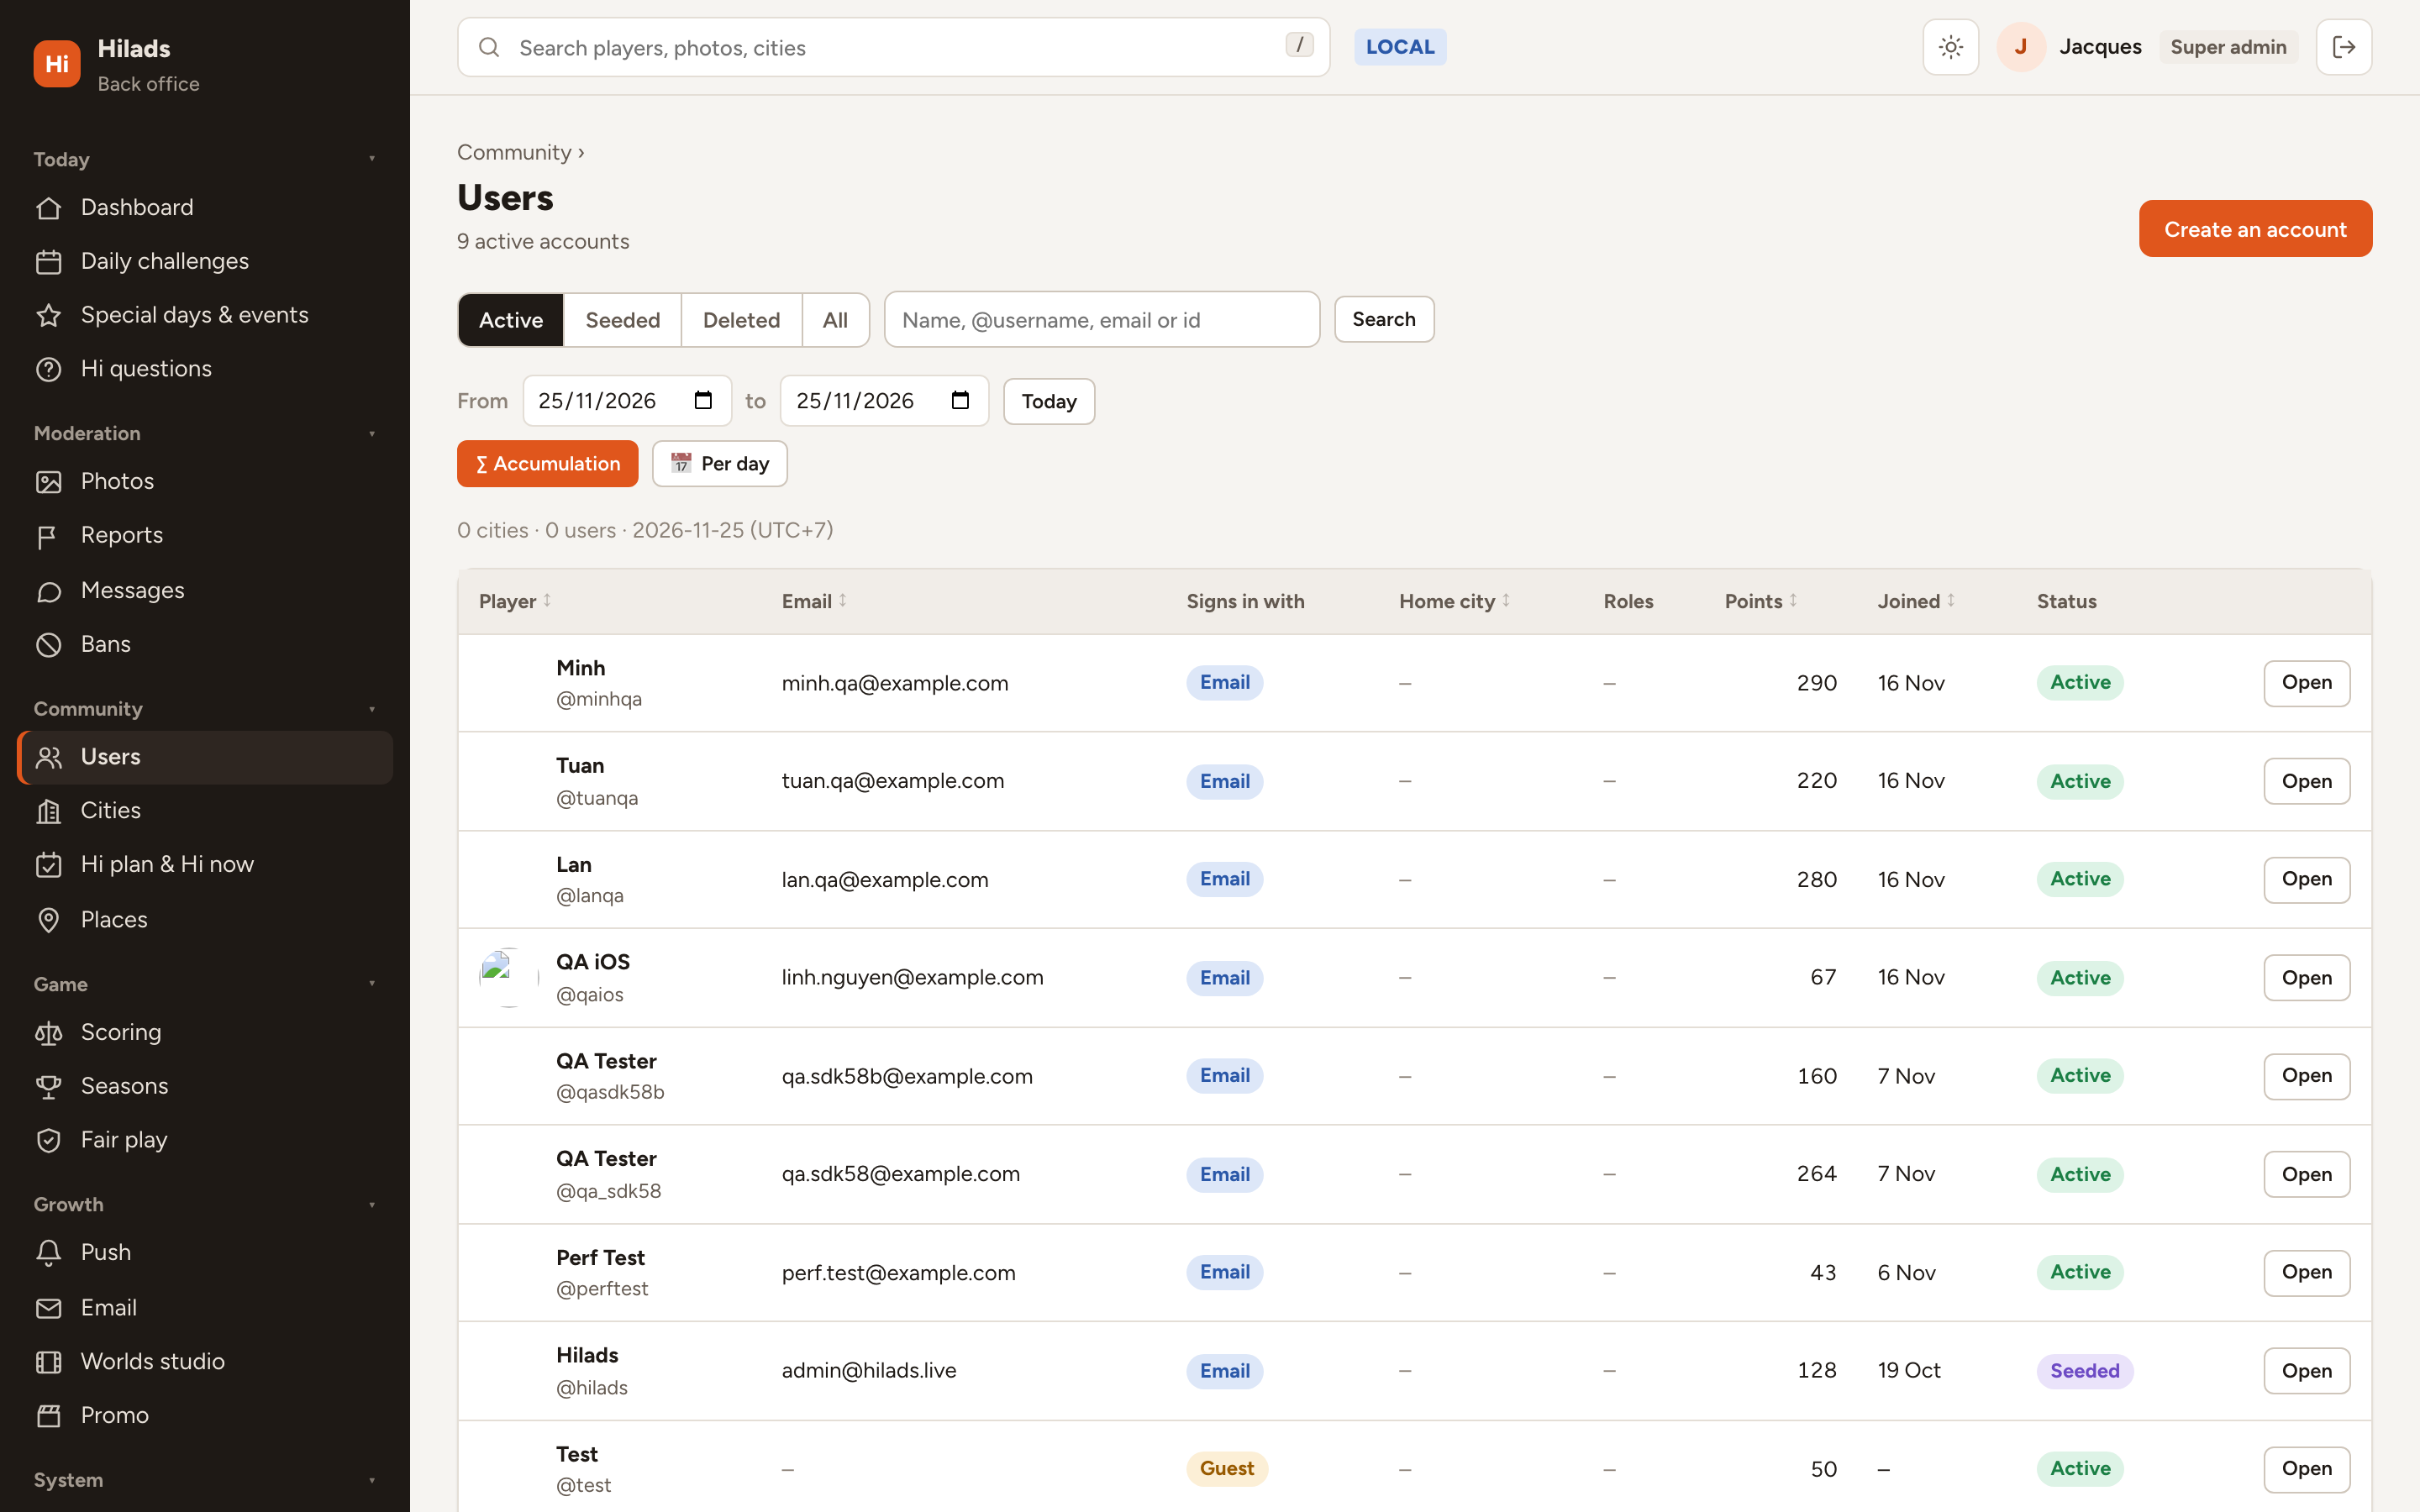 Hi
Hilads
Back office
Today
Dashboard
Daily challenges
Special days & events
Hi questions
Moderation
Photos
Reports
Messages
Bans
Community
Users
Cities
Hi plan & Hi now
Places
Game
Scoring
Seasons
Fair play
Growth
Push
Email
Worlds studio
Promo
System
Search players, photos, cities /
LOCAL
J Jacques Super admin
Community ›
Users
9 active accounts
Create an account
Active Seeded Deleted All Name, @username, email or id Search
From 25/11/2026 to 25/11/2026 Today
∑ Accumulation 17 Per day
0 cities · 0 users · 2026-11-25 (UTC+7)
Player ↕ Email ↕ Signs in with Home city ↕ Roles Points ↕ Joined ↕ Status
Minh minh.qa@example.com Email – – 290 16 Nov Active Open
@minhqa
Tuan tuan.qa@example.com Email – – 220 16 Nov Active Open
@tuanqa
Lan lan.qa@example.com Email – – 280 16 Nov Active Open
@lanqa
QA iOS linh.nguyen@example.com Email – – 67 16 Nov Active Open
@qaios
QA Tester qa.sdk58b@example.com Email – – 160 7 Nov Active Open
@qasdk58b
QA Tester qa.sdk58@example.com Email – – 264 7 Nov Active Open
@qa_sdk58
Perf Test perf.test@example.com Email – – 43 6 Nov Active Open
@perftest
Hilads admin@hilads.live Email – – 128 19 Oct Seeded Open
@hilads
Test – Guest – – 50 – Active Open
@test